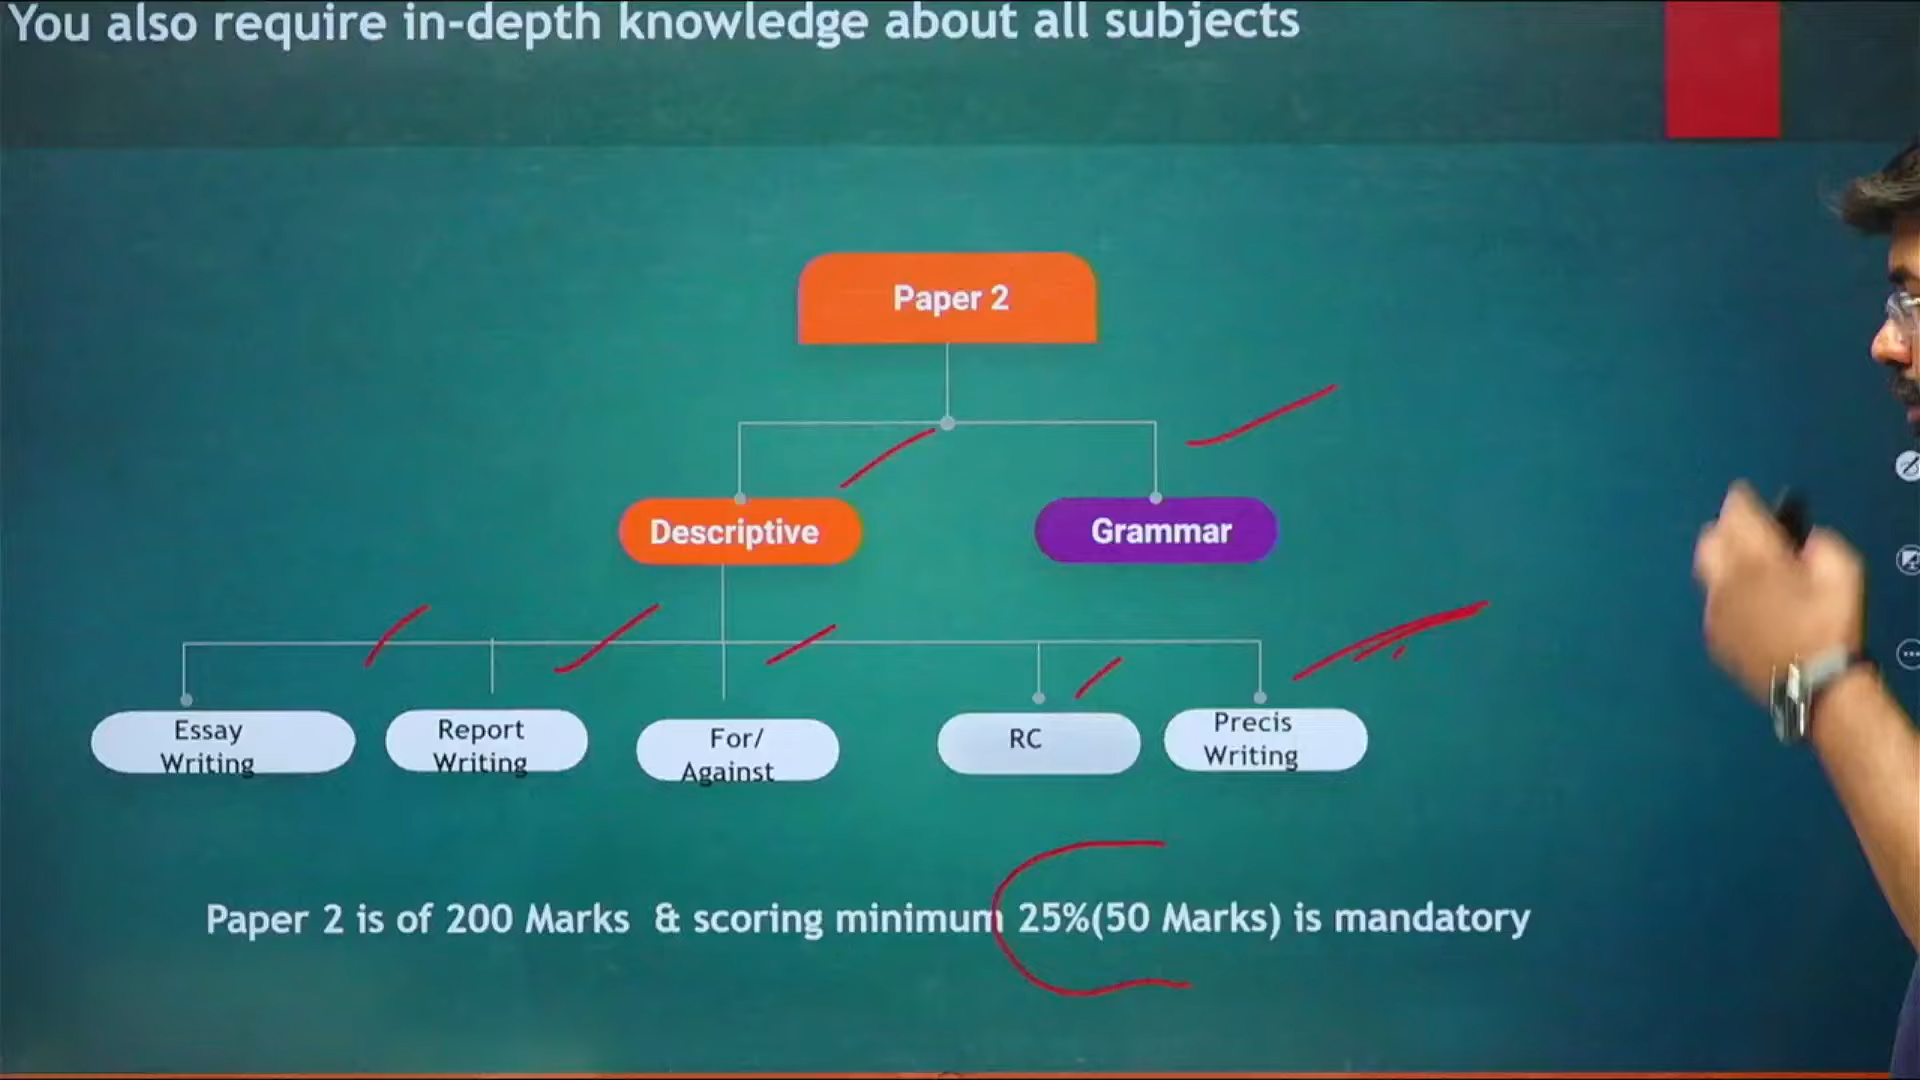 You also require in-depth knowledge about all subjects
Paper 2
Descriptive
Grammar
Essay
Writing
Report
Writing
For/
Against
RC
Precis
Writing
Paper 2 is of 200 Marks & scoring minimum 25%(50 Marks) is mandatory